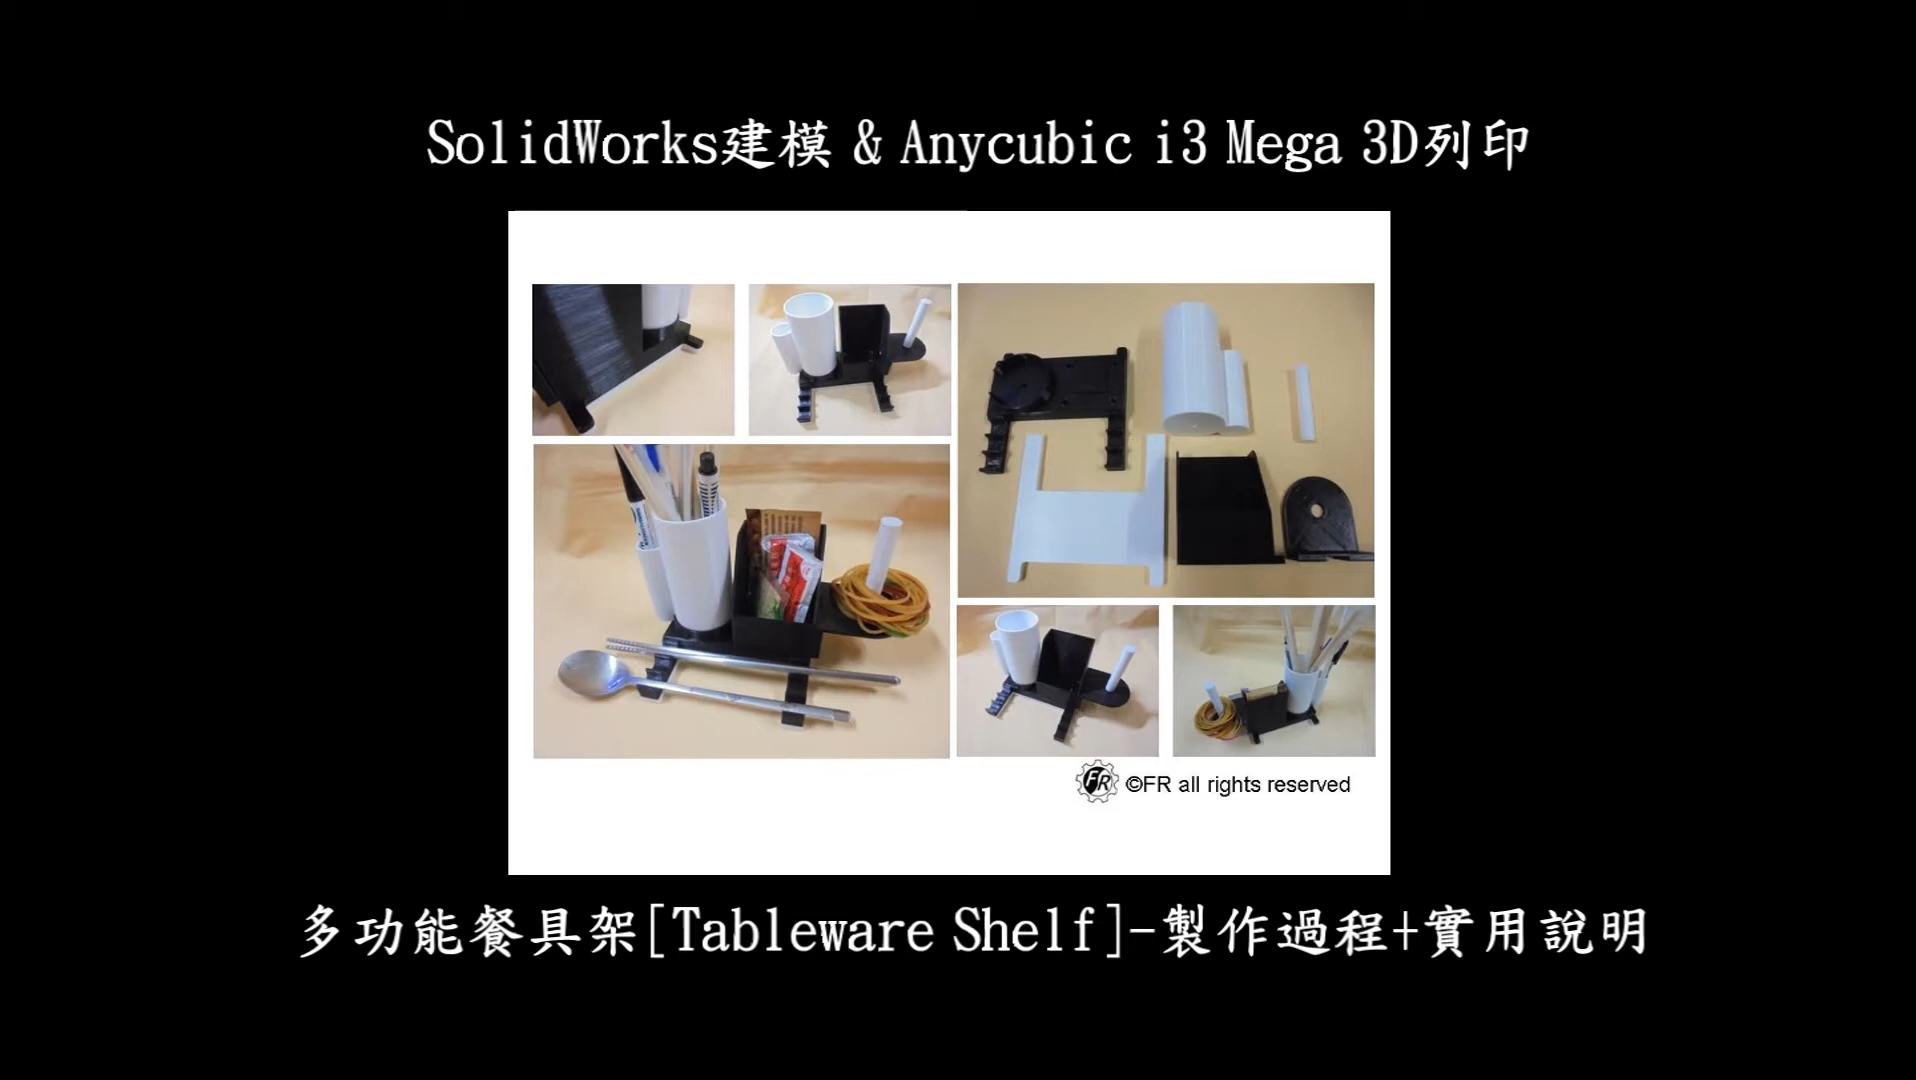 SolidWorks建模 & Anycubic i3 Mega 3D列印
FR ©FR all rights reserved
多功能餐具架[Tableware Shelf]-製作過程+實用說明